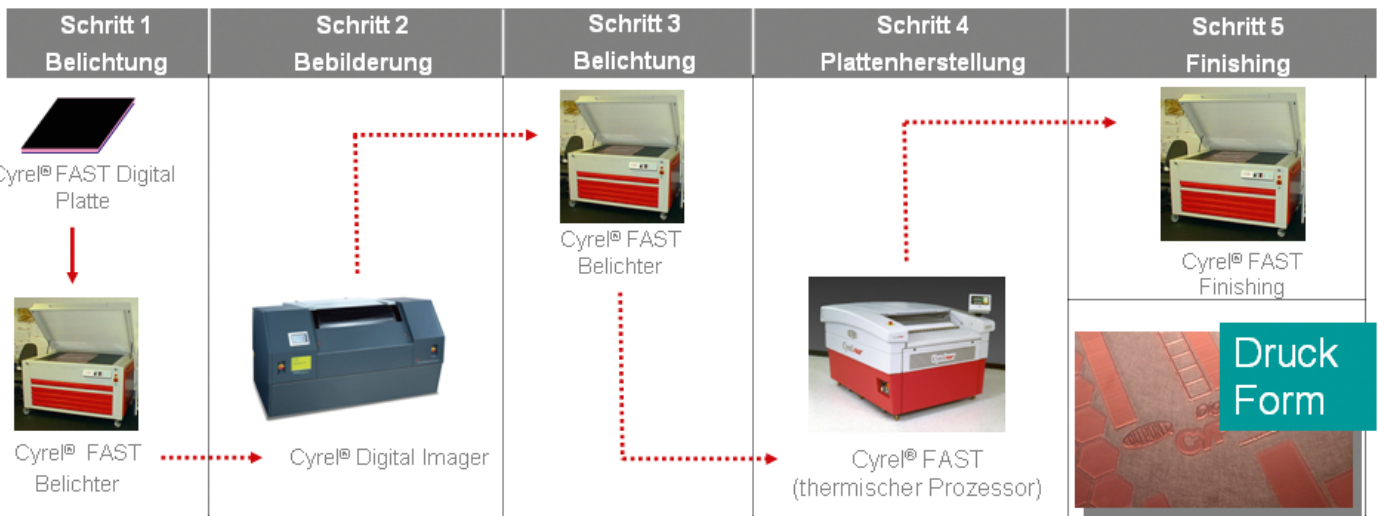 Schritt 1
Belichtung
Schritt 2
Bebilderung
Schritt 3
Belichtung
Schritt 4
Plattenherstellung
Schritt 5
Finishing
Cyrel® FAST Digital
Platte
Cyrel® FAST
Belichter
Cyrel® Digital Imager
Cyrel® FAST
Belichter
Cyrel® FAST
(thermischer Prozessor)
Cyrel® FAST
Finishing
Druck
Form